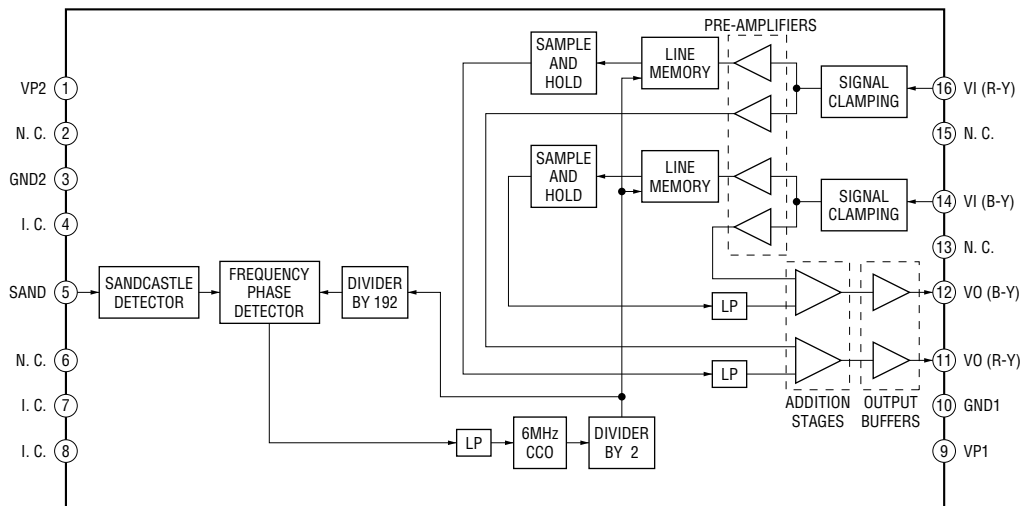 PRE-AMPLIFIERS
SAMPLE
AND
HOLD
LINE
MEMORY
SIGNAL
CLAMPING
VP2 1
16 VI (R-Y)
N. C. 2
15 N. C.
SAMPLE
AND
HOLD
LINE
MEMORY
SIGNAL
CLAMPING
GND2 3
14 VI (B-Y)
I. C. 4
13 N. C.
SAND 5
SANDCASTLE
DETECTOR
FREQUENCY
PHASE
DETECTOR
DIVIDER
BY 192
LP
12 VO (B-Y)
N. C. 6
LP
11 VO (R-Y)
I. C. 7
ADDITION
STAGES
OUTPUT
BUFFERS
10 GND1
I. C. 8
LP
6MHz
CCO
DIVIDER
BY 2
9 VP1